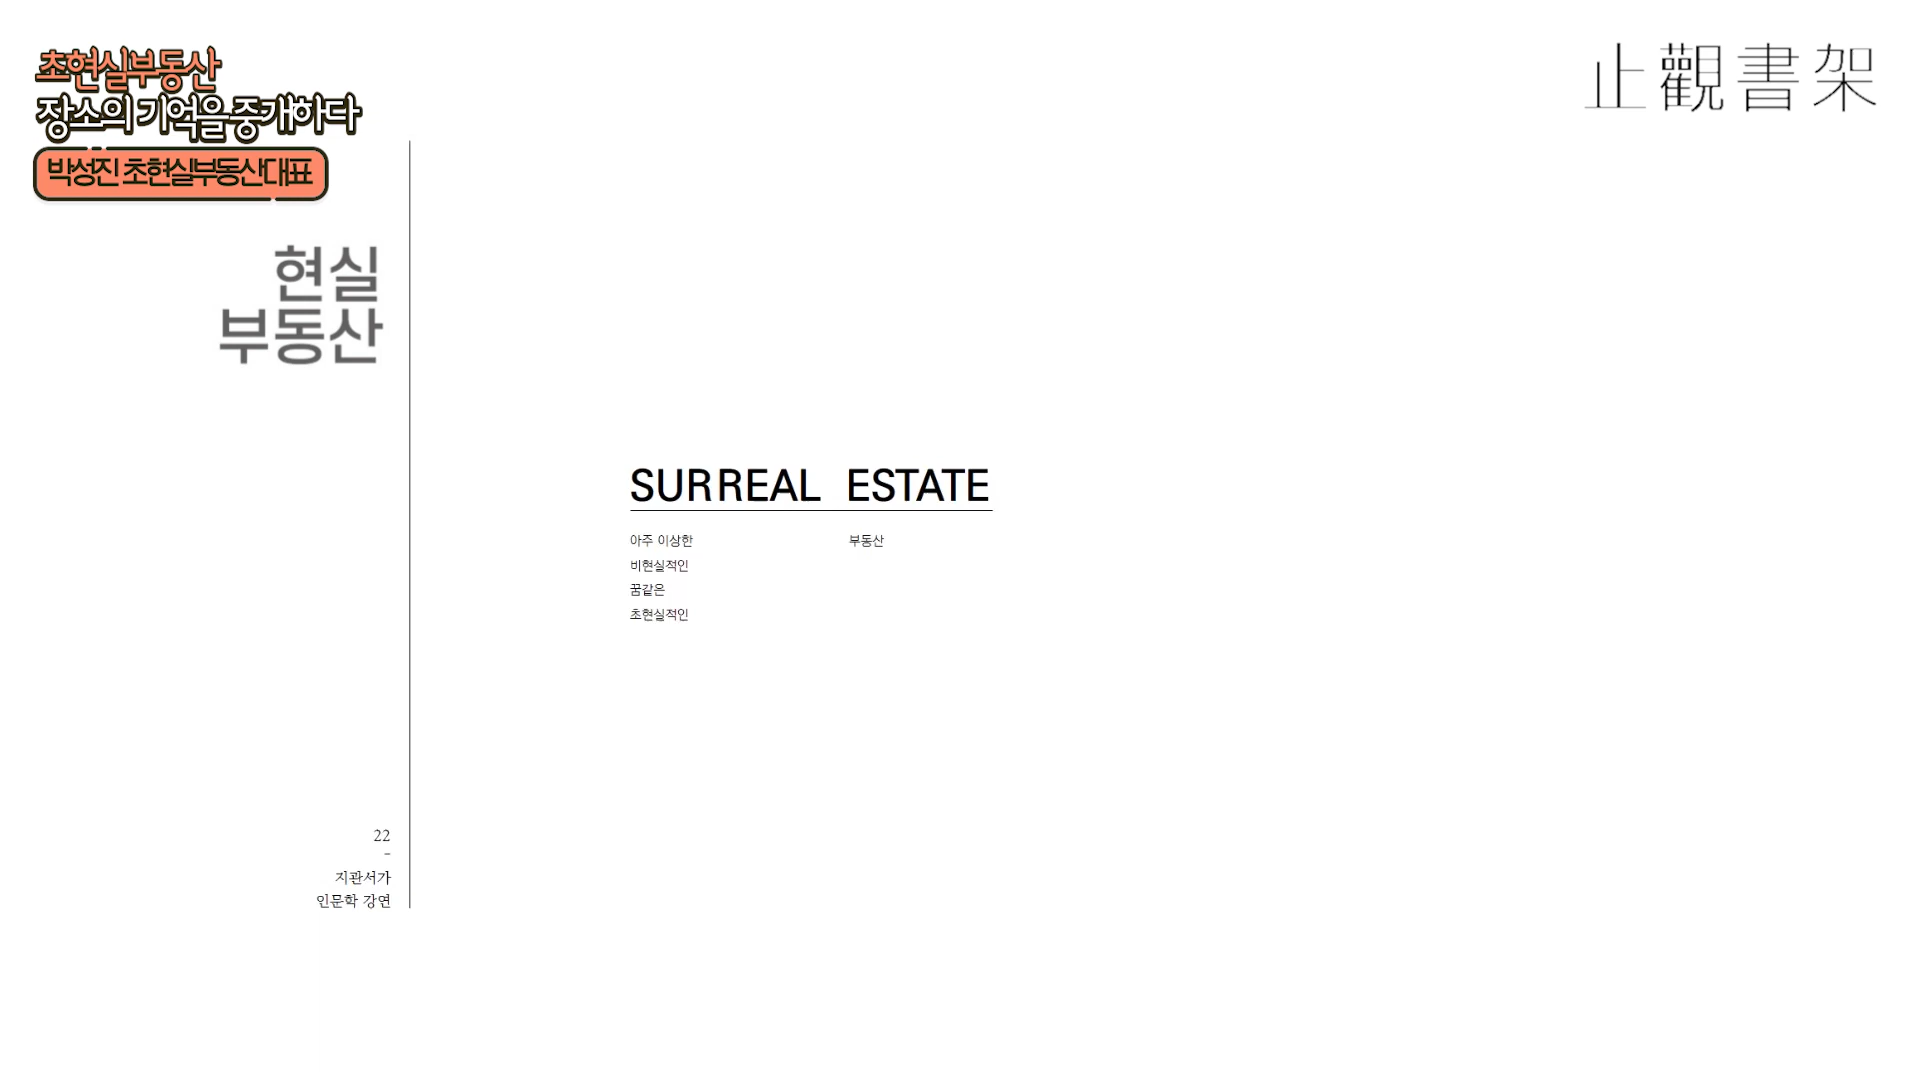 초현실부동산
장소의 기억을 중개하다
박성진 초현실부동산 대표
止觀書架
현실
부동산
SURREAL ESTATE
아주 이상한 부동산
비현실적인
꿈같은
초현실적인
22
-
지관서가
인문학 강연